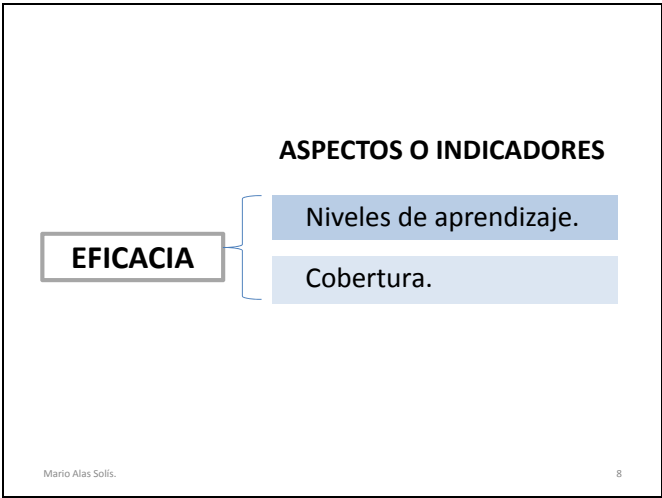 ASPECTOS O INDICADORES
Niveles de aprendizaje.
EFICACIA
Cobertura.
Mario Alas Solís.
8